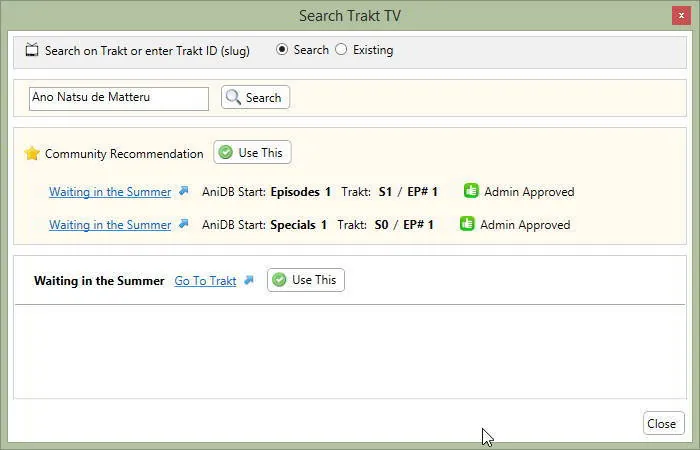 Search Trakt TV
x
Search on Trakt or enter Trakt ID (slug) Search Existing
Ano Natsu de Matteru Search
Community Recommendation Use This
Waiting in the Summer AniDB Start: Episodes 1 Trakt: S1 / EP# 1 Admin Approved
Waiting in the Summer AniDB Start: Specials 1 Trakt: S0 / EP# 1 Admin Approved
Waiting in the Summer Go To Trakt Use This
Close